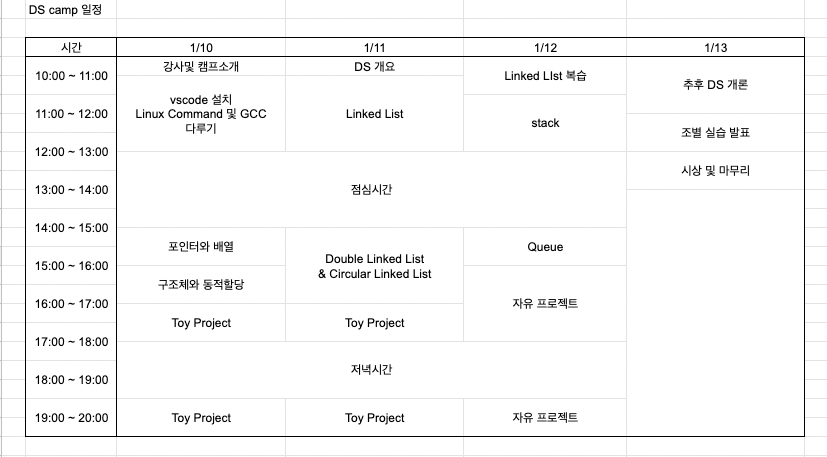 DS camp 일정
시간 1/10 1/11 1/12 1/13
10:00 ~ 11:00 강사및 캠프소개 DS 개요 Linked LIst 복습 추후 DS 개론
11:00 ~ 12:00 vscode 설치 Linked List stack 조별 실습 발표
Linux Command 및 GCC
다루기
12:00 ~ 13:00 시상 및 마무리
13:00 ~ 14:00 점심시간
14:00 ~ 15:00 포인터와 배열 Queue
15:00 ~ 16:00 구조체와 동적할당 Double Linked List
& Circular Linked List
16:00 ~ 17:00 Toy Project Toy Project 자유 프로젝트
17:00 ~ 18:00 저녁시간
18:00 ~ 19:00
19:00 ~ 20:00 Toy Project Toy Project 자유 프로젝트